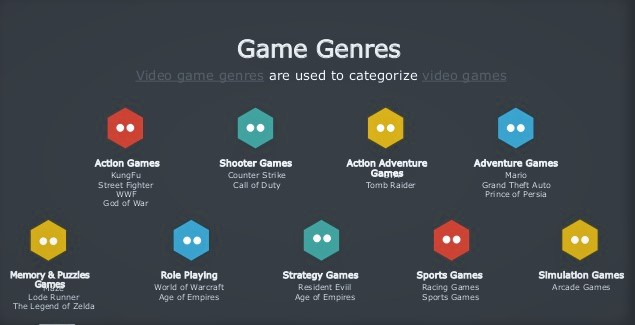 Game Genres
Video game genres are used to categorize video games
Action Games
KungFu
Street Fighter
WWF
God of War
Shooter Games
Counter Strike
Call of Duty
Action Adventure
Games
Tomb Raider
Adventure Games
Mario
Grand Theft Auto
Prince of Persia
Memory & Puzzles
Games
Maze
Lode Runner
The Legend of Zelda
Role Playing
World of Warcraft
Age of Empires
Strategy Games
Resident Eviil
Age of Empires
Sports Games
Racing Games
Sports Games
Simulation Games
Arcade Games